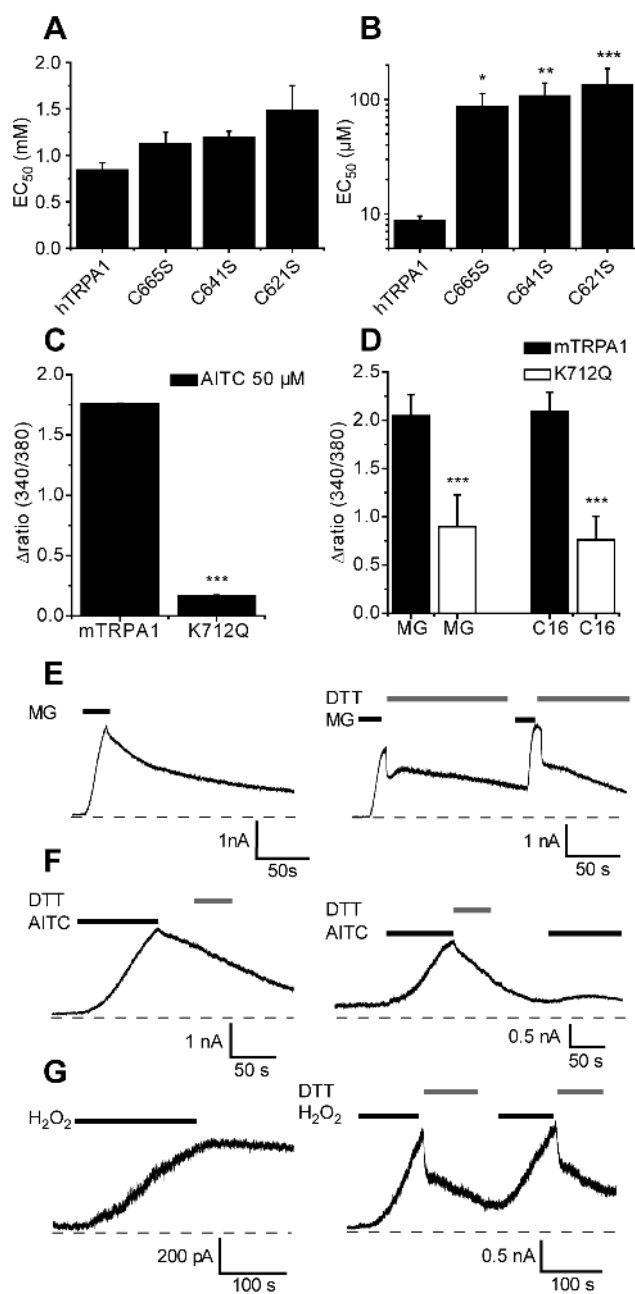 A
EC50 (mM)
2.0
1.5
1.0
0.5
0.0
hTRPA1
C665S
C641S
C621S
B
EC50 (µM)
100
10
*
**
***
hTRPA1
C665S
C641S
C621S
C
AITC 50 µM
Δratio (340/380)
2.0
1.5
1.0
0.5
0.0
***
mTRPA1
K712Q
D
mTRPA1
K712Q
Δratio (340/380)
2.5
2.0
1.5
1.0
0.5
0.0
***
***
MG
MG
C16
C16
E
MG
1nA
50s
DTT
MG
1 nA
50 s
F
DTT
AITC
1 nA
50 s
DTT
AITC
0.5 nA
50 s
G
H2O2
200 pA
100 s
DTT
H2O2
0.5 nA
100 s